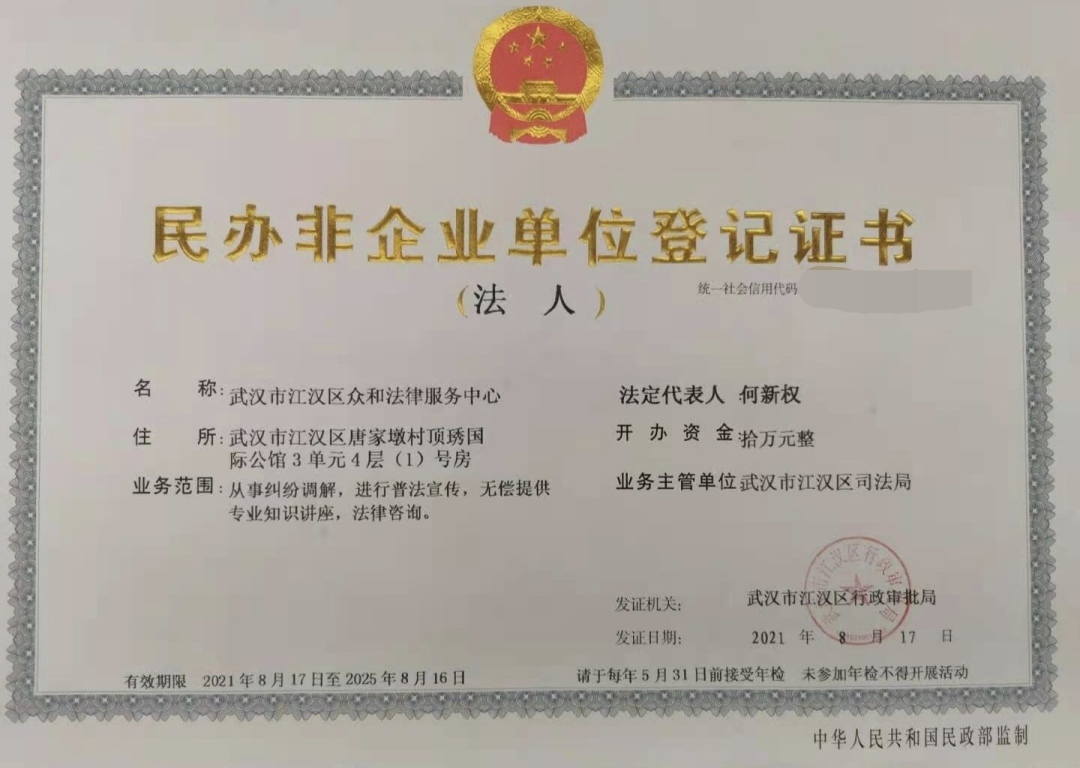 民办非企业单位登记证书
(法 人)
统一社会信用代码
名 称: 武汉市江汉区众和法律服务中心
法定代表人 何新权
住 所: 武汉市江汉区唐家墩村顶琇国
际公馆3单元4层(1)号房
开办资金: 拾万元整
业务范围: 从事纠纷调解，进行普法宣传，无偿提供
专业知识讲座，法律咨询。
业务主管单位: 武汉市江汉区司法局
发证机关: 武汉市江汉区行政审批局
发证日期: 2021 年 8 月 17 日
有效期限 2021年8月17日至2025年8月16日
请于每年5月31日前接受年检 未参加年检不得开展活动
中华人民共和国民政部监制